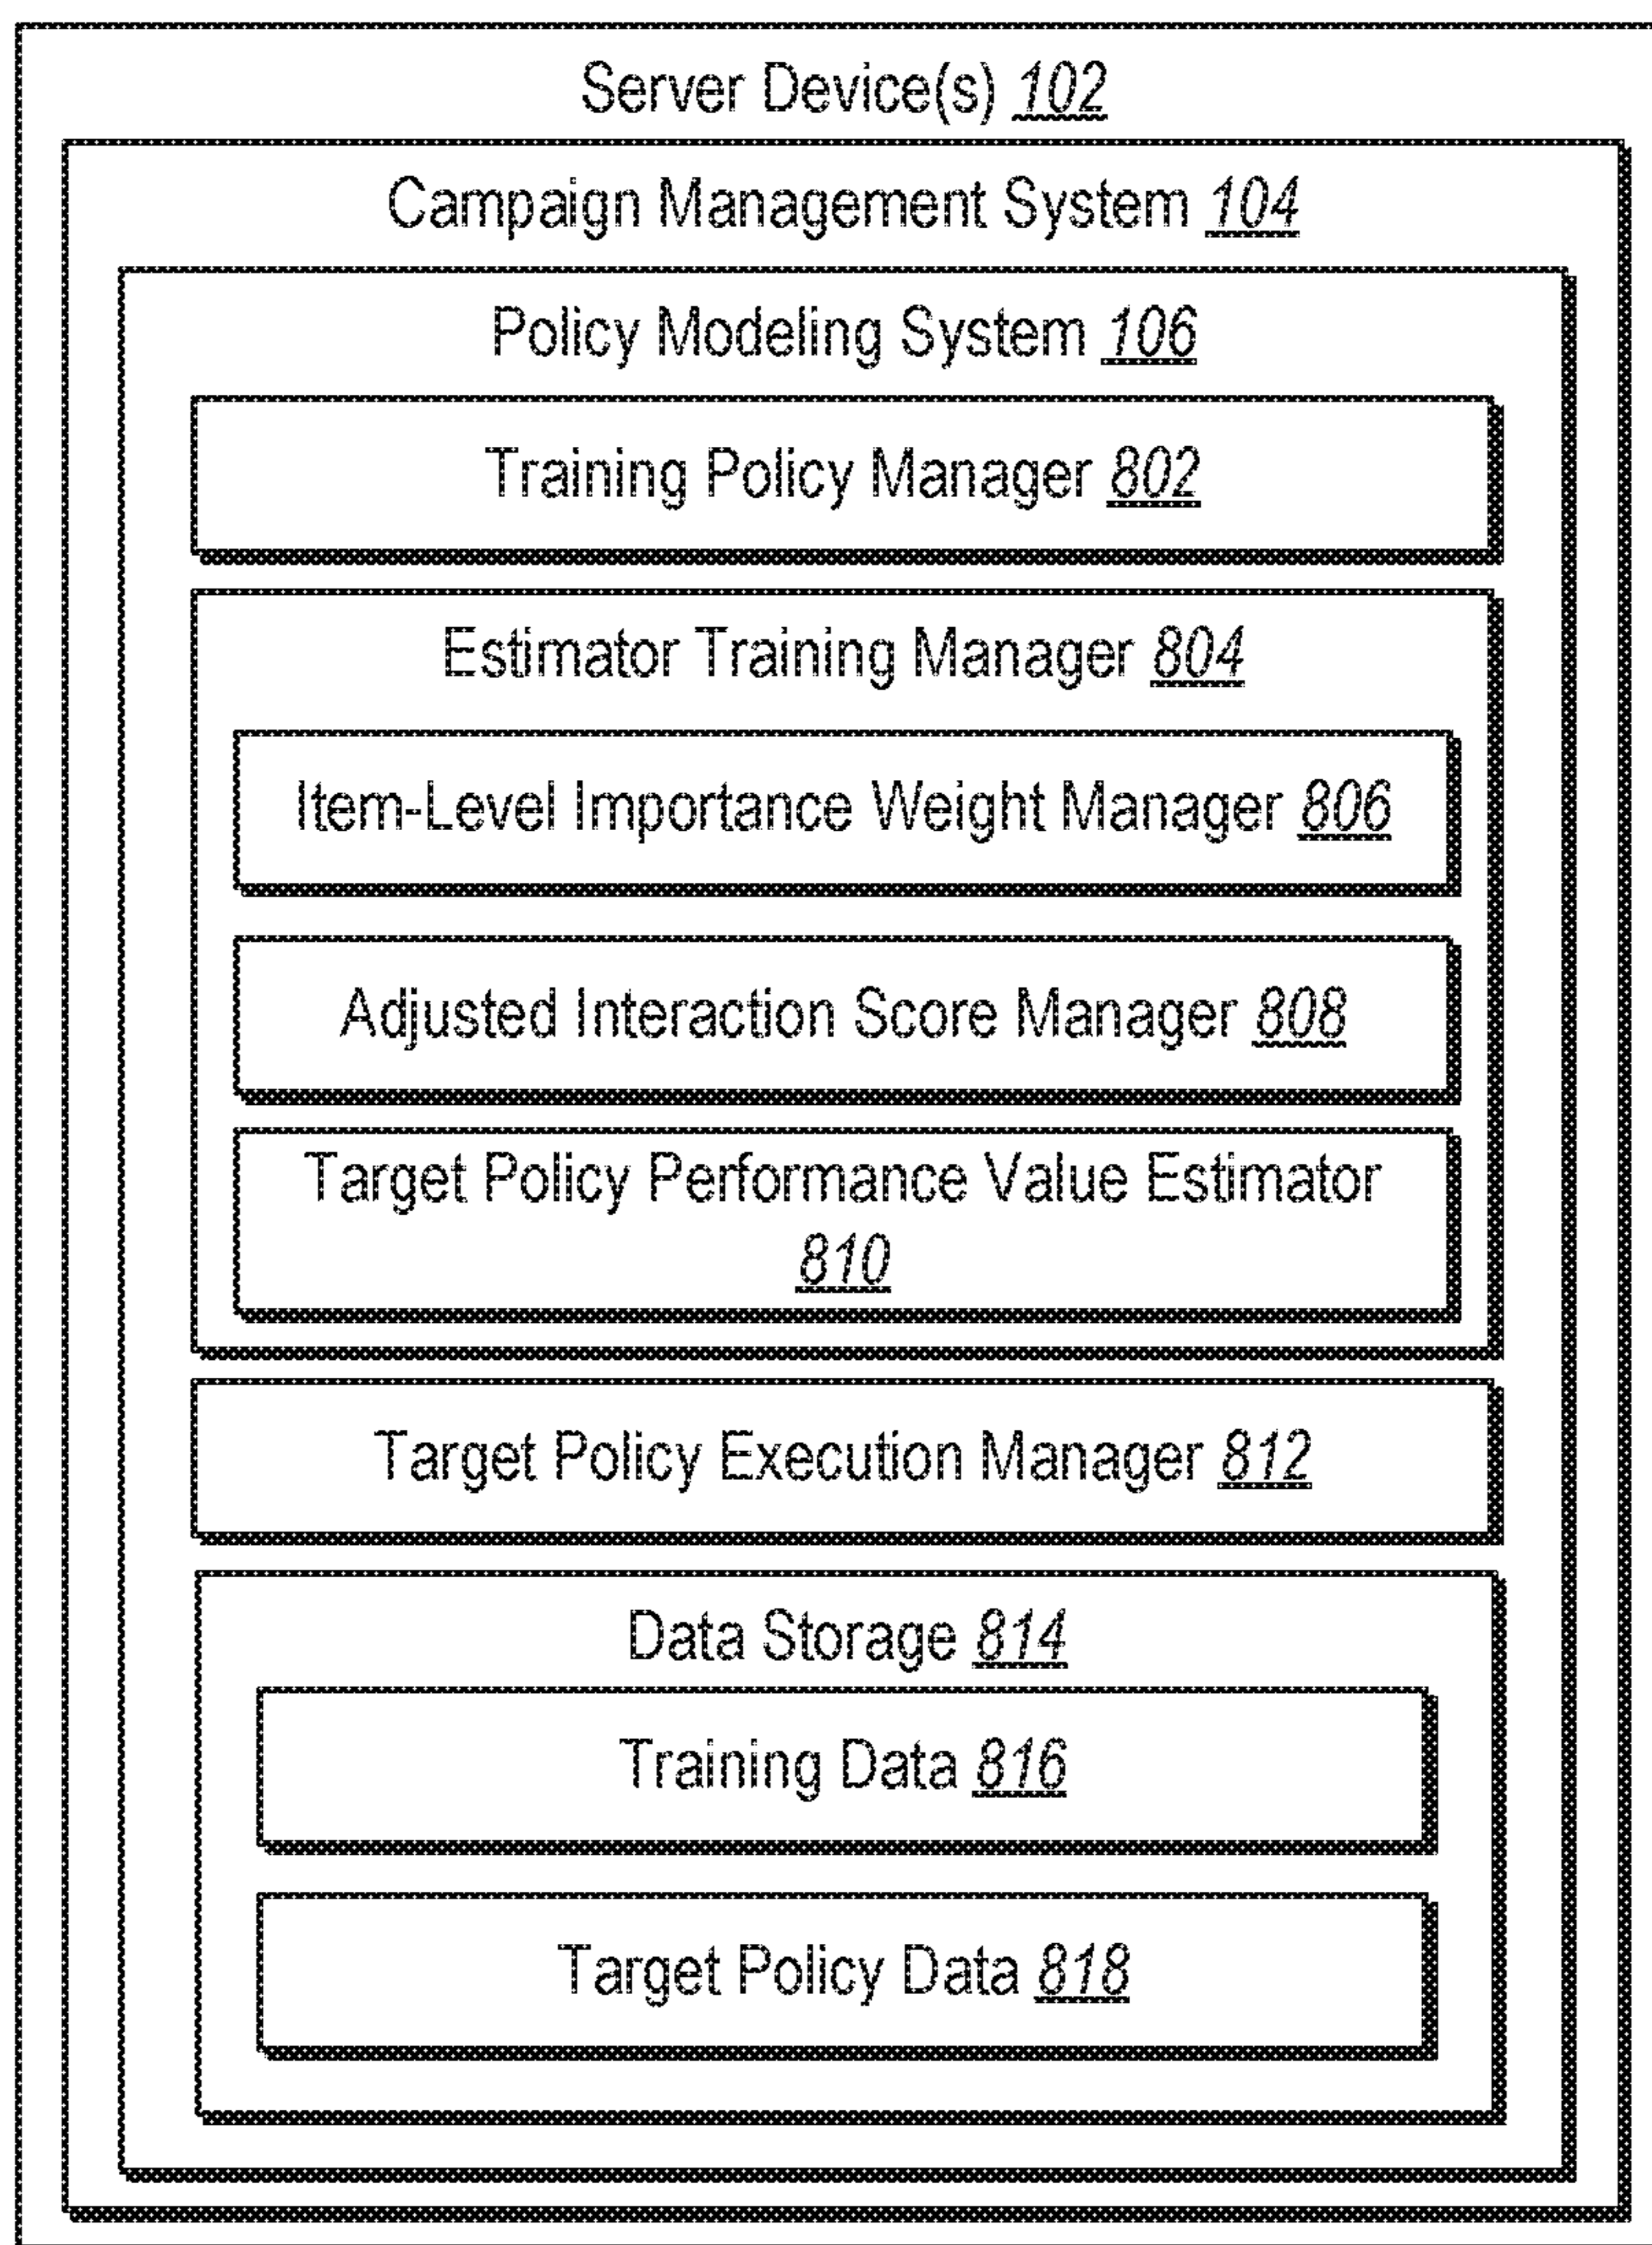 Server Device(s) 102
Campaign Management System 104
Policy Modeling System 106
Training Policy Manager 802
Estimator Training Manager 804
Item-Level Importance Weight Manager 806
Adjusted Interaction Score Manager 808
Target Policy Performance Value Estimator
810
Target Policy Execution Manager 812
Data Storage 814
Training Data 816
Target Policy Data 818